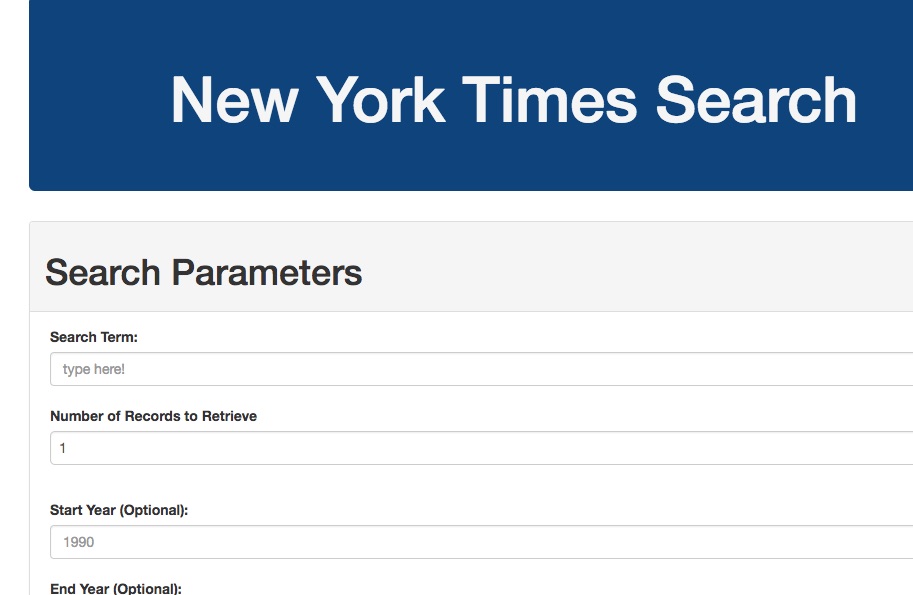 New York Times Search
Search Parameters
Search Term:
type here!
Number of Records to Retrieve
1
Start Year (Optional):
1990
End Year (Optional):